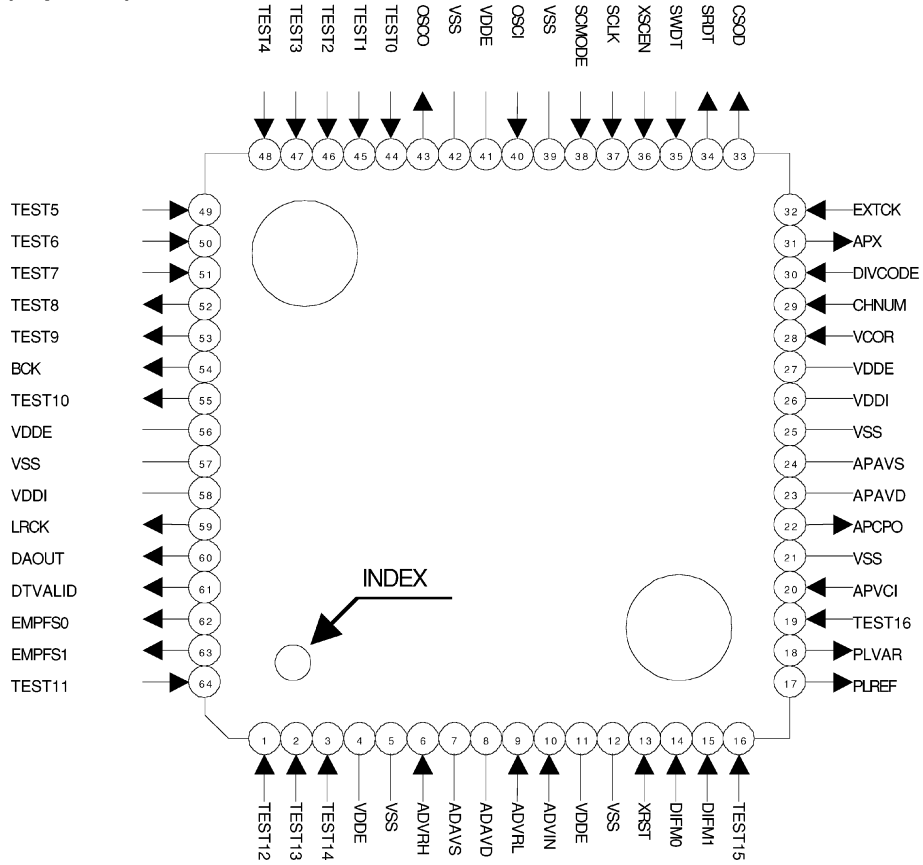 TEST4 TEST3 TEST2 TEST1 TEST0 OSCO VSS VDDE OSCI VSS SCMODE SCLK XSCEN SWDT SRDT CSOD
48 47 46 45 44 43 42 41 40 39 38 37 36 35 34 33
TEST5 49 32 EXTCK
TEST6 50 31 APX
TEST7 51 30 DIVCODE
TEST8 52 29 CHNUM
TEST9 53 28 VCOR
BCK 54 27 VDDE
TEST10 55 26 VDDI
VDDE 56 25 VSS
VSS 57 24 APAVS
VDDI 58 23 APAVD
LRCK 59 22 APCPO
DAOUT 60 21 VSS
DTVALID 61 20 APVCI
INDEX
EMPFS0 62 19 TEST16
EMPFS1 63 18 PLVAR
TEST11 64 17 PLREF
1 2 3 4 5 6 7 8 9 10 11 12 13 14 15 16
TEST12 TEST13 TEST14 VDDE VSS ADVRH ADAVS ADAVD ADVRL ADVIN VDDE VSS XRST DIFM0 DIFM1 TEST15